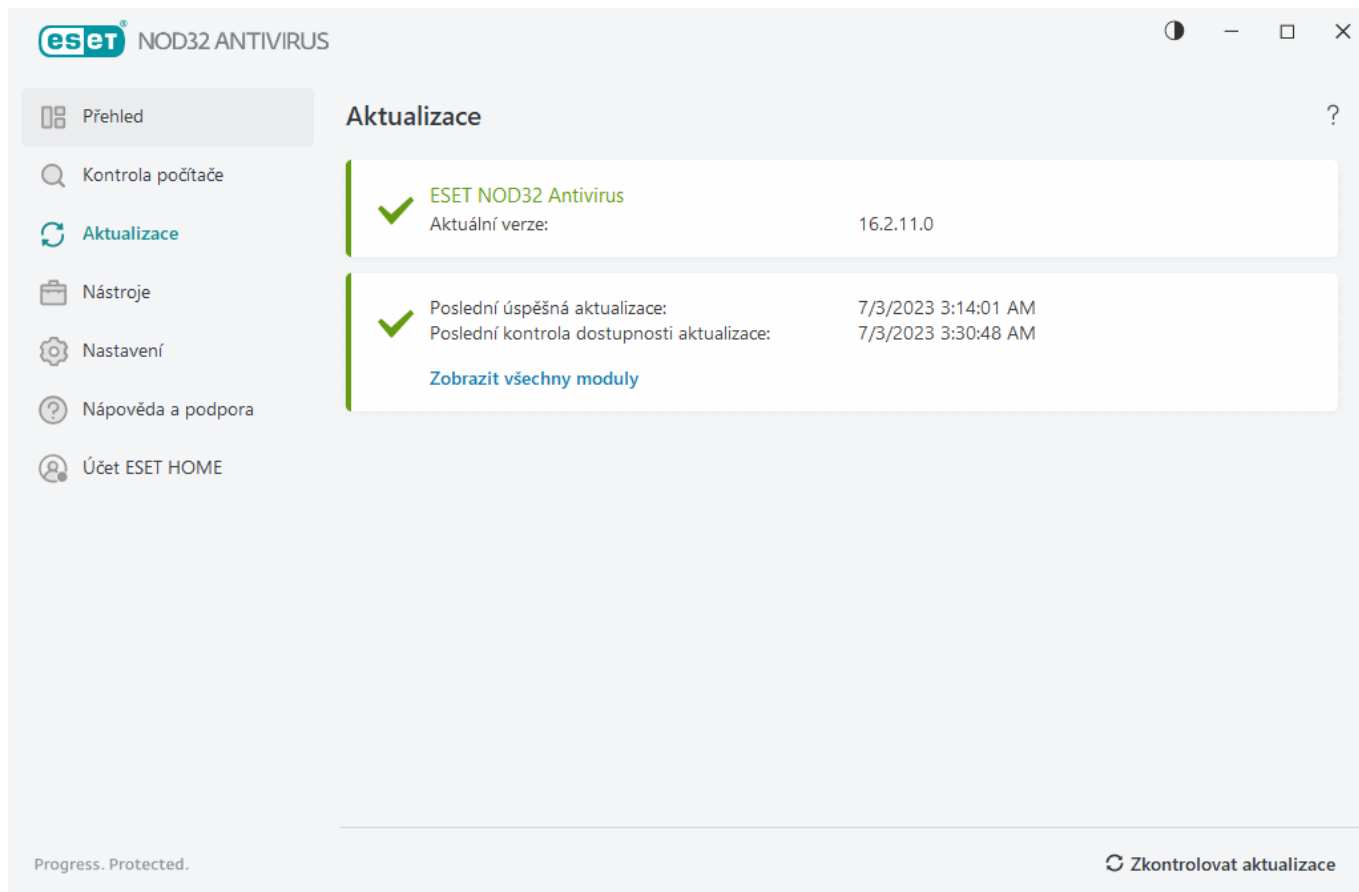 eset® NOD32 ANTIVIRUS
Přehled
Kontrola počítače
Aktualizace
Nástroje
Nastavení
Nápověda a podpora
Účet ESET HOME
Aktualizace ?
ESET NOD32 Antivirus
Aktuální verze: 16.2.11.0
Poslední úspěšná aktualizace: 7/3/2023 3:14:01 AM
Poslední kontrola dostupnosti aktualizace: 7/3/2023 3:30:48 AM
Zobrazit všechny moduly
Progress. Protected.
Zkontrolovat aktualizace